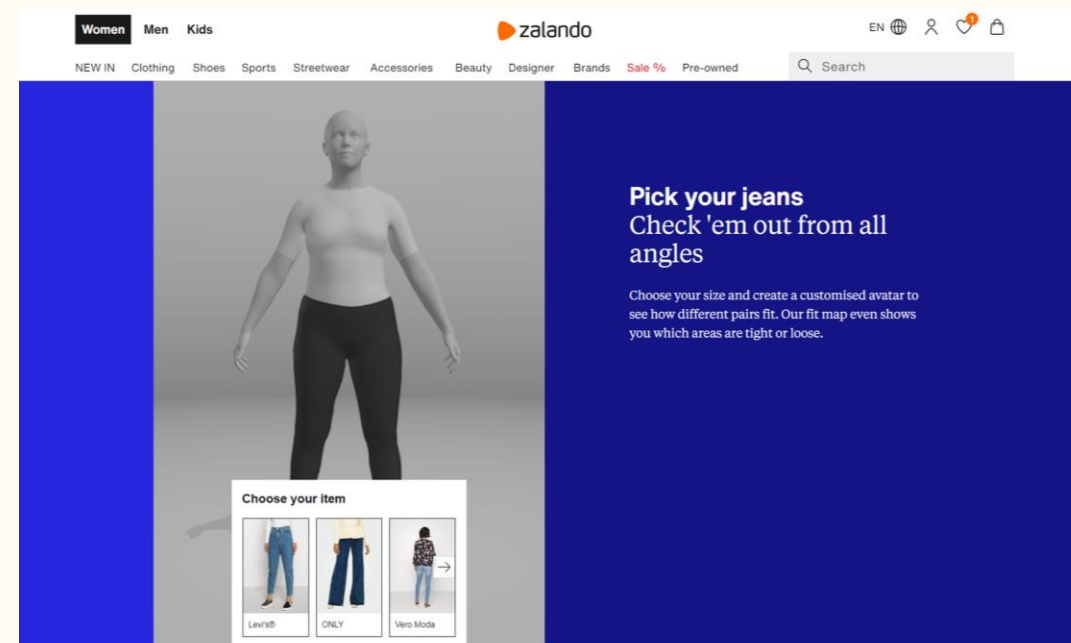 Women Men Kids
zalando
EN
1
NEW IN Clothing Shoes Sports Streetwear Accessories Beauty Designer Brands Sale % Pre-owned
Search
Pick your jeans
Check 'em out from all
angles
Choose your size and create a customised avatar to
see how different pairs fit. Our fit map even shows
you which areas are tight or loose.
Choose your item
Levi's® ONLY Vero Moda